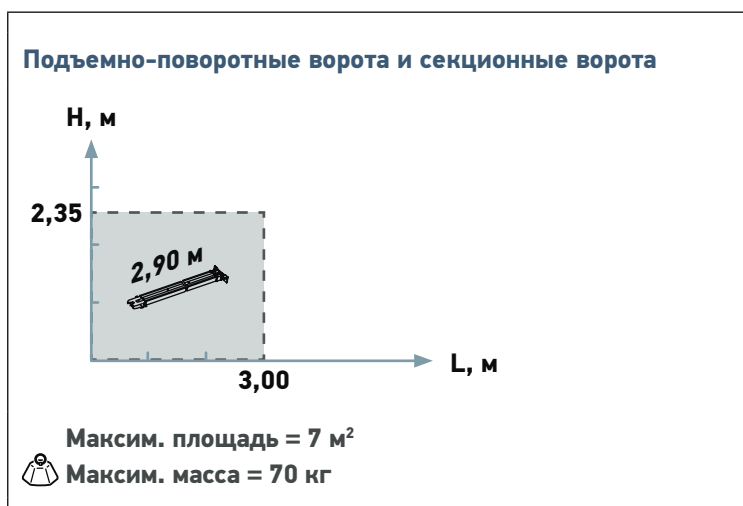 Подъемно-поворотные ворота и секционные ворота
H, м
2,35
2,90 м
3,00
L, м
Максим. площадь = 7 м²
Максим. масса = 70 кг